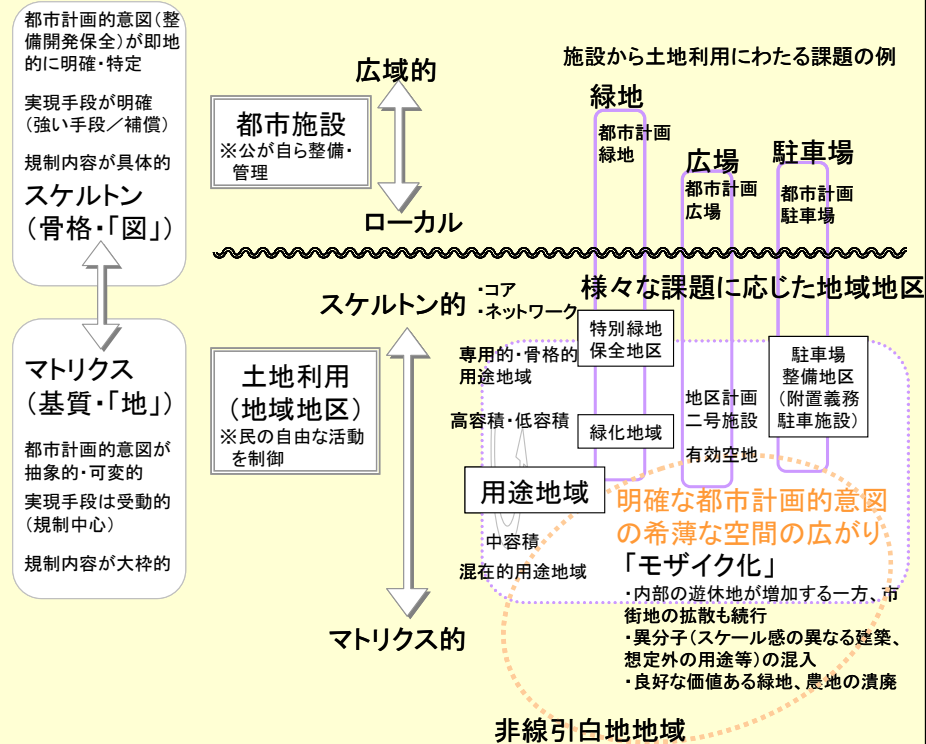 都市計画的意図(整
備開発保全)が即地
的に明確・特定
実現手段が明確
(強い手段/補償)
規制内容が具体的
スケルトン
(骨格・「図」)
マトリクス
(基質・「地」)
都市計画的意図が
抽象的・可変的
実現手段は受動的
(規制中心)
規制内容が大枠的
広域的
都市施設
※公が自ら整備・
管理
ローカル
施設から土地利用にわたる課題の例
緑地
都市計画
緑地
広場
都市計画
広場
駐車場
都市計画
駐車場
スケルトン的
・コア
・ネットワーク
様々な課題に応じた地域地区
土地利用
(地域地区)
※民の自由な活動
を制御
専用的・骨格的
用途地域
高容積・低容積
用途地域
中容積
混在的用途地域
マトリクス的
特別緑地
保全地区
緑化地域
地区計画
二号施設
有効空地
駐車場
整備地区
(附置義務
駐車施設)
明確な都市計画的意図
の希薄な空間の広がり
「モザイク化」
・内部の遊休地が増加する一方、市
街地の拡散も続行
・異分子(スケール感の異なる建築、
想定外の用途等)の混入
・良好な価値ある緑地、農地の潰廃
非線引白地地域